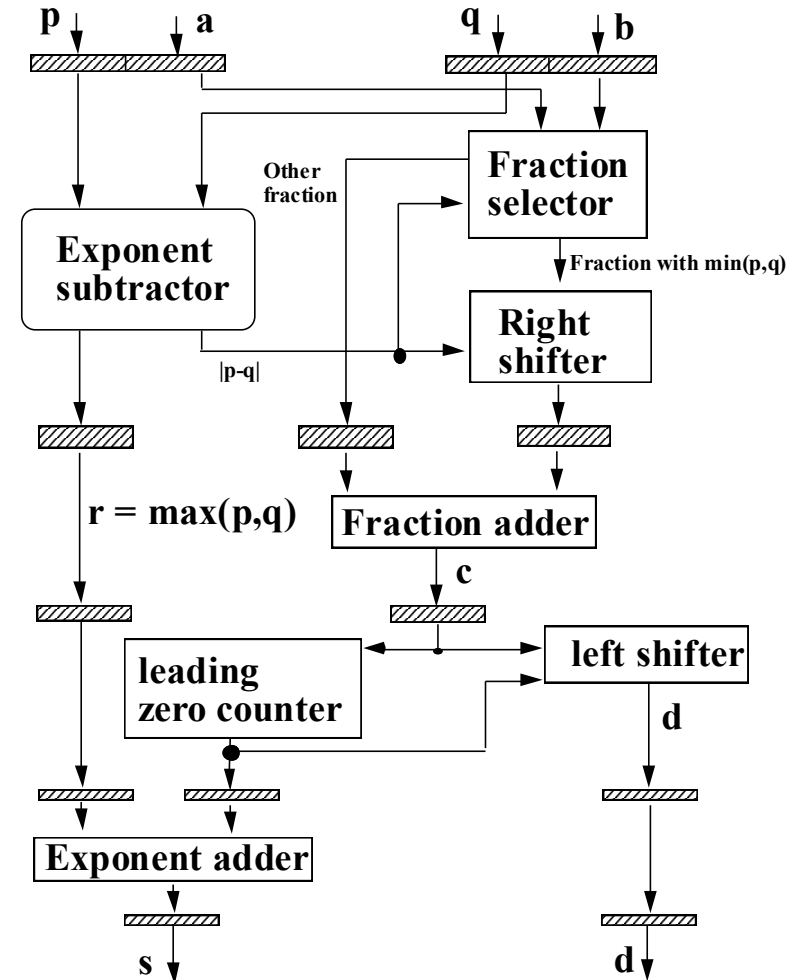 p
a
q
b
Other
fraction
Fraction
selector
Exponent
subtractor
Fraction with min(p,q)
Right
shifter
|p-q|
r = max(p,q)
Fraction adder
c
leading
zero counter
left shifter
d
Exponent adder
s
d